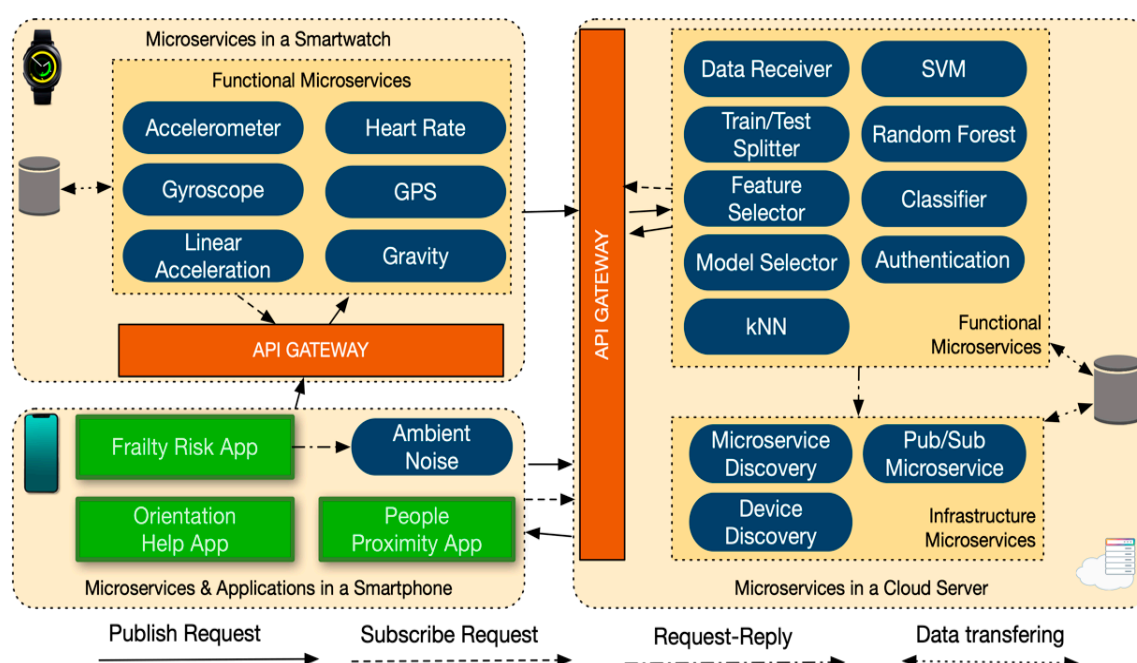 Microservices in a Smartwatch
Functional Microservices
Accelerometer
Heart Rate
Gyroscope
GPS
Linear
Acceleration
Gravity
API GATEWAY
Frailty Risk App
Ambient
Noise
Orientation
Help App
People
Proximity App
Microservices & Applications in a Smartphone
API GATEWAY
Data Receiver
SVM
Train/Test
Splitter
Random Forest
Feature
Selector
Classifier
Model Selector
Authentication
kNN
Functional
Microservices
Microservice
Discovery
Pub/Sub
Microservice
Device
Discovery
Infrastructure
Microservices
Microservices in a Cloud Server
Publish Request
Subscribe Request
Request-Reply
Data transfering